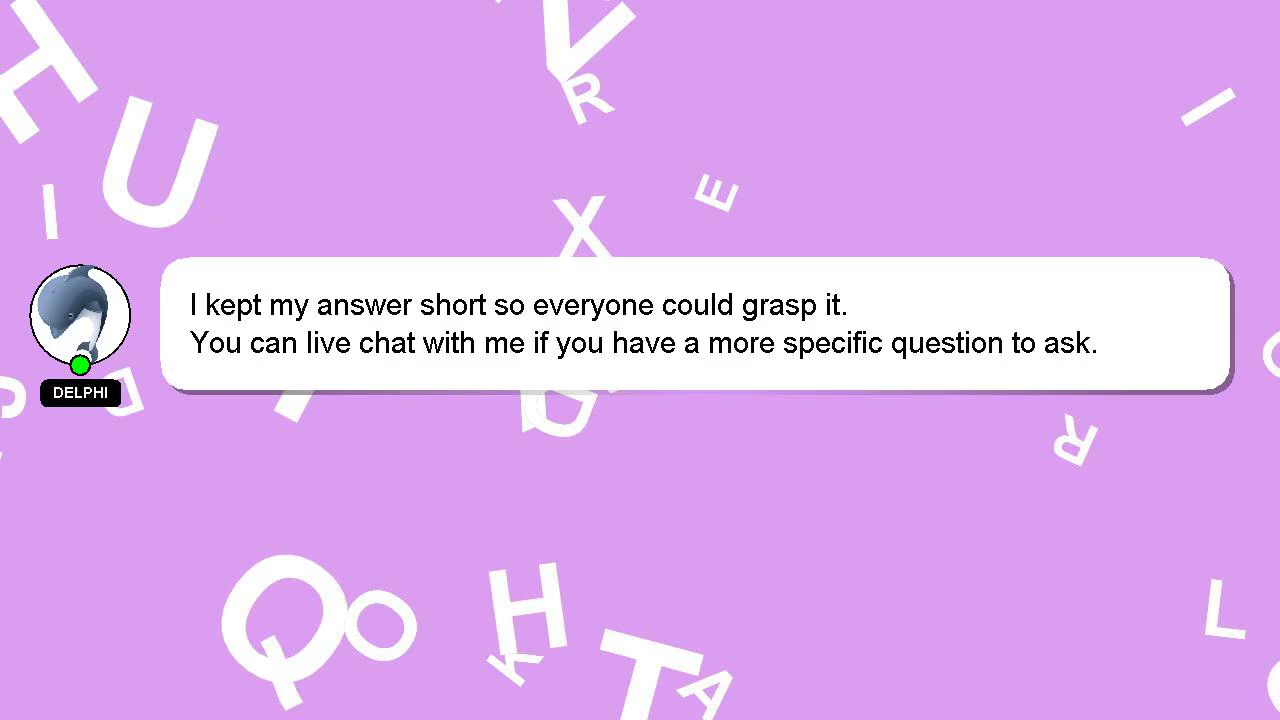 I kept my answer short so everyone could grasp it.
You can live chat with me if you have a more specific question to ask.
DELPHI
H
U
I
V
R
E
X
I
D
R
Q
O
H
K
T
A
L